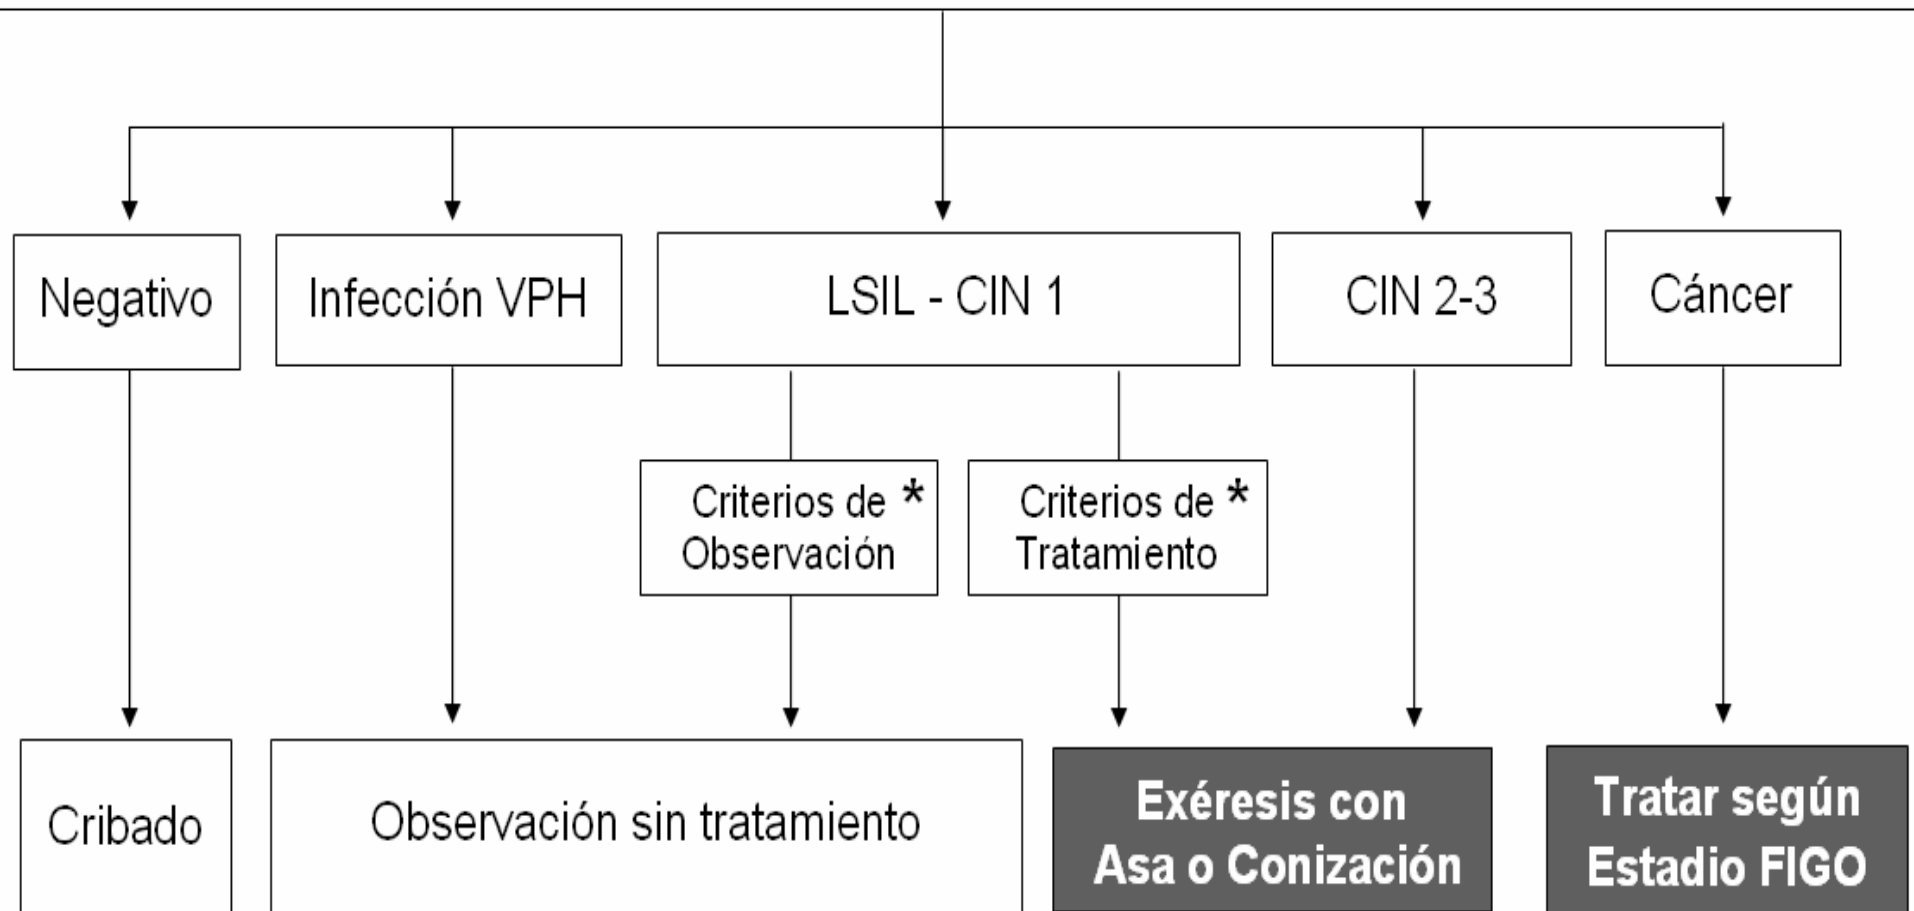 Negativo
Infección VPH
LSIL - CIN 1
CIN 2-3
Cáncer
Criterios de *
Observación
Criterios de *
Tratamiento
Cribado
Observación sin tratamiento
Exéresis con
Asa o Conización
Tratar según
Estadio FIGO